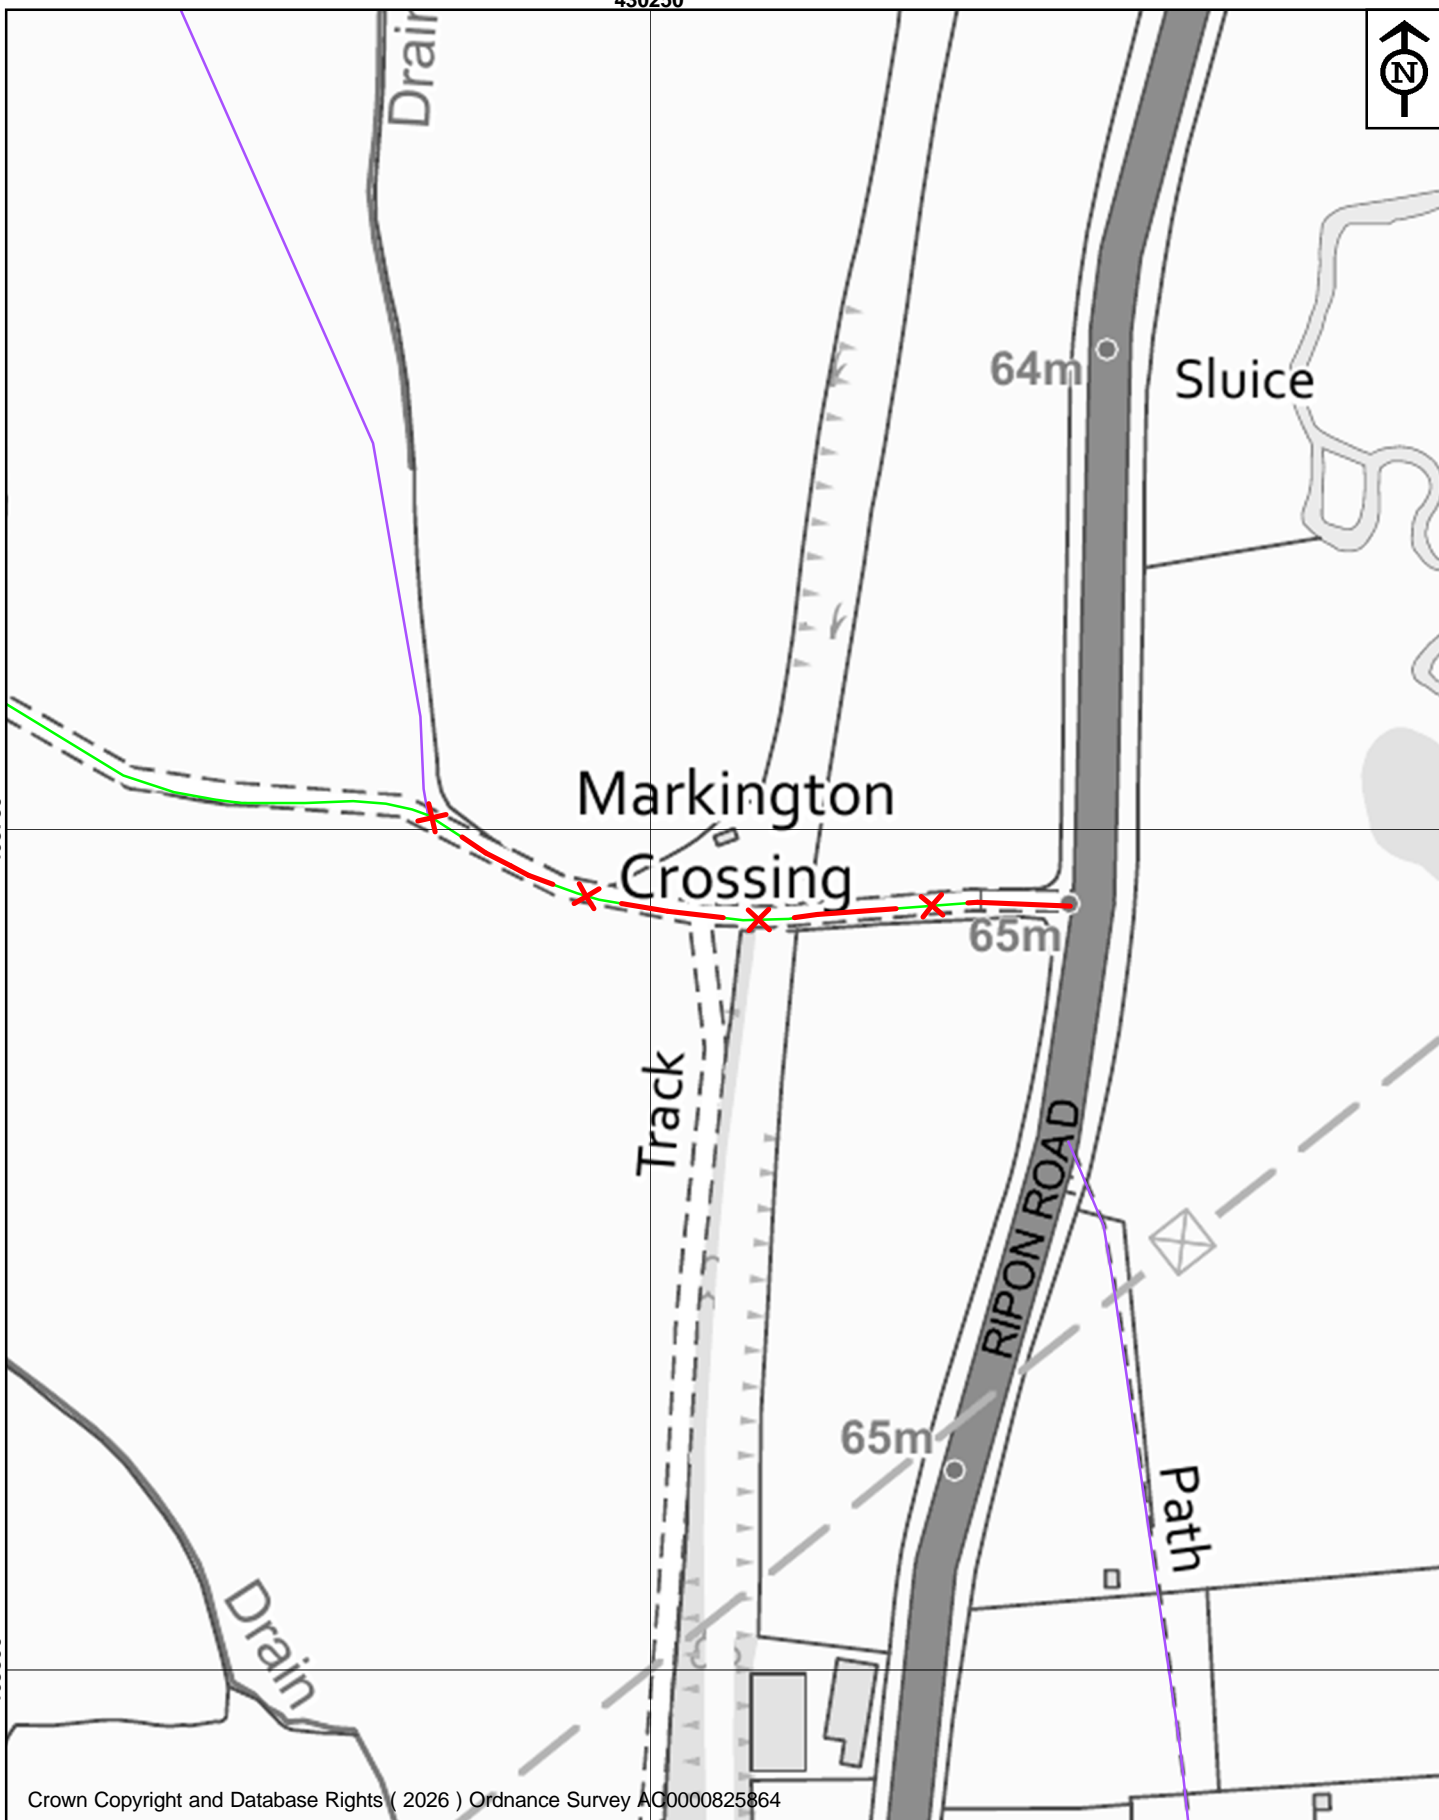 430250
Drain
N
64m
Sluice
Markington
Crossing
65m
Track
RIPON ROAD
65m
Path
Drain
Crown Copyright and Database Rights ( 2026 ) Ordnance Survey AC0000825864